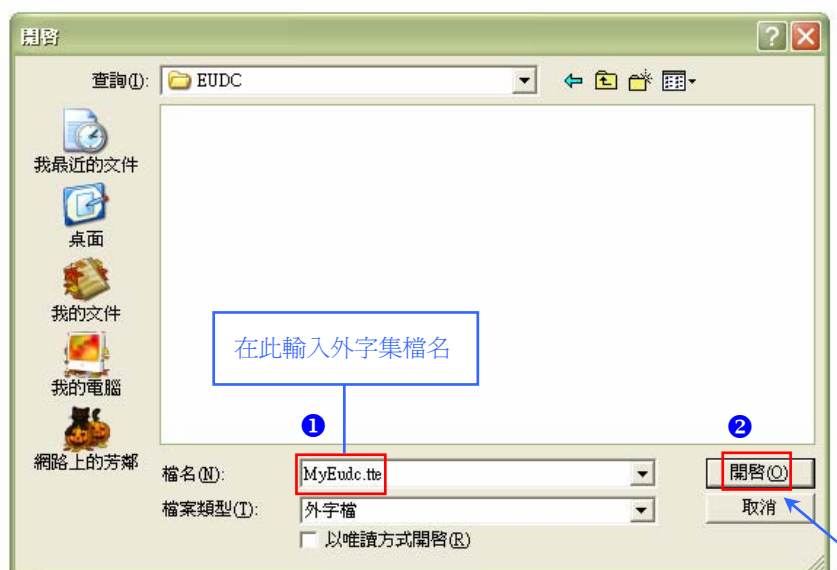 開啓
查詢(I):
EUDC
我最近的文件
桌面
我的文件
我的電腦
網路上的芳鄰
在此輸入外字集檔名
❶
❷
檔名(N):
MyEudc.tte
開啓(O)
檔案類型(T):
外字檔
取消
以唯讀方式開啓(R)